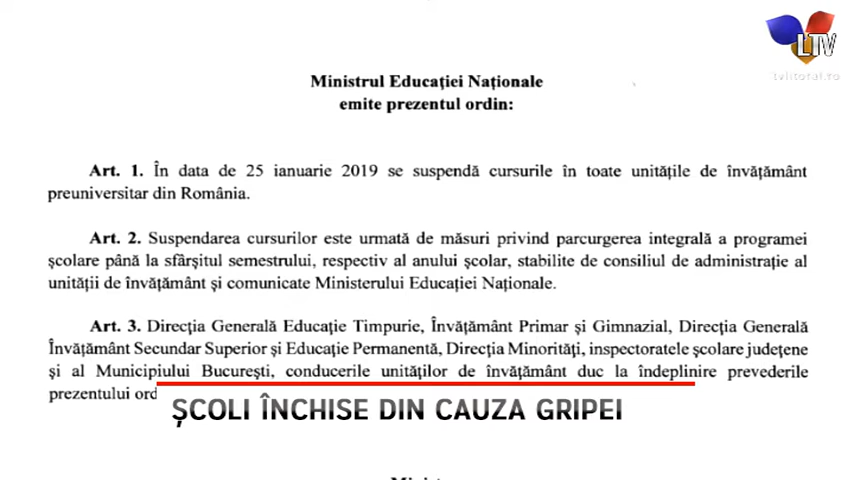 LTV
tvlitoral.ro
Ministrul Educației Naționale
emite prezentul ordin:
Art. 1. În data de 25 ianuarie 2019 se suspendă cursurile în toate unitățile de învățământ
preuniversitar din România.
Art. 2. Suspendarea cursurilor este urmată de măsuri privind parcurgerea integrală a programei
școlare până la sfârșitul semestrului, respectiv al anului școlar, stabilite de consiliul de administrație al
unității de învățământ și comunicate Ministerului Educației Naționale.
Art. 3. Direcția Generală Educație Timpurie, Învățământ Primar și Gimnazial, Direcția Generală
Învățământ Secundar Superior și Educație Permanentă, Direcția Minorități, inspectoratele școlare județene
și al Municipiului București, conducerile unităților de învățământ duc la îndeplinire prevederile
prezentului ord
ȘCOLI ÎNCHISE DIN CAUZA GRIPEI